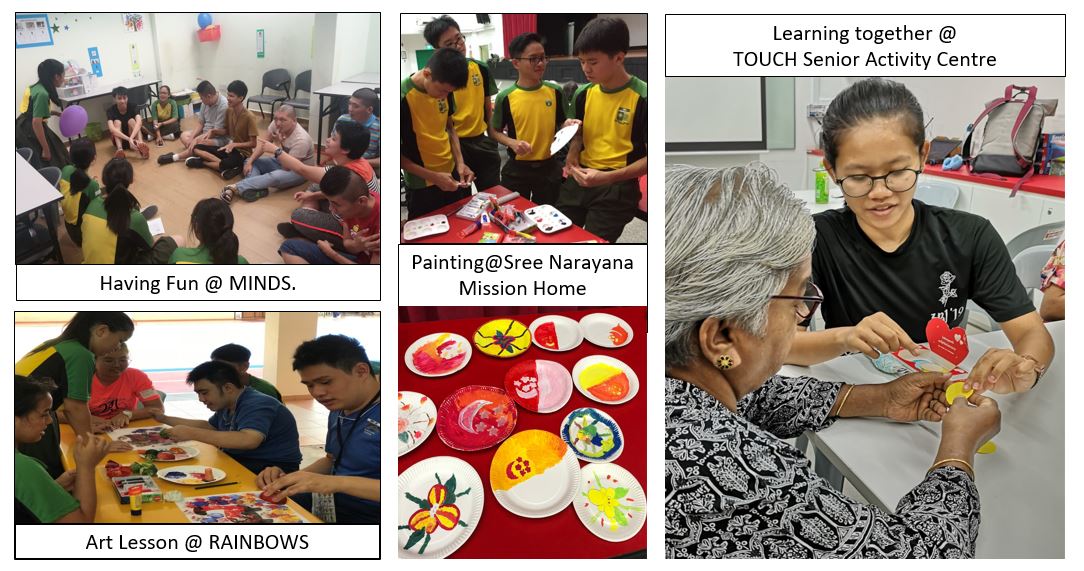 Having Fun @ MINDS.
Painting@Sree Narayana
Mission Home
Learning together @
TOUCH Senior Activity Centre
Art Lesson @ RAINBOWS